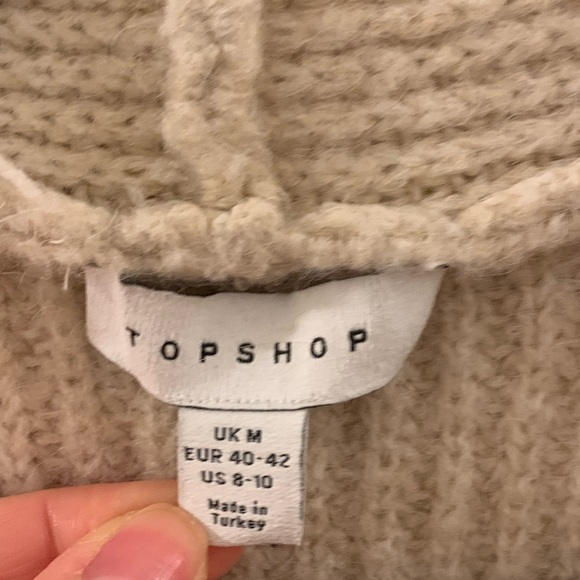 TOPSHOP
UK M
EUR 40-42
US 8-10
Made in
Turkey